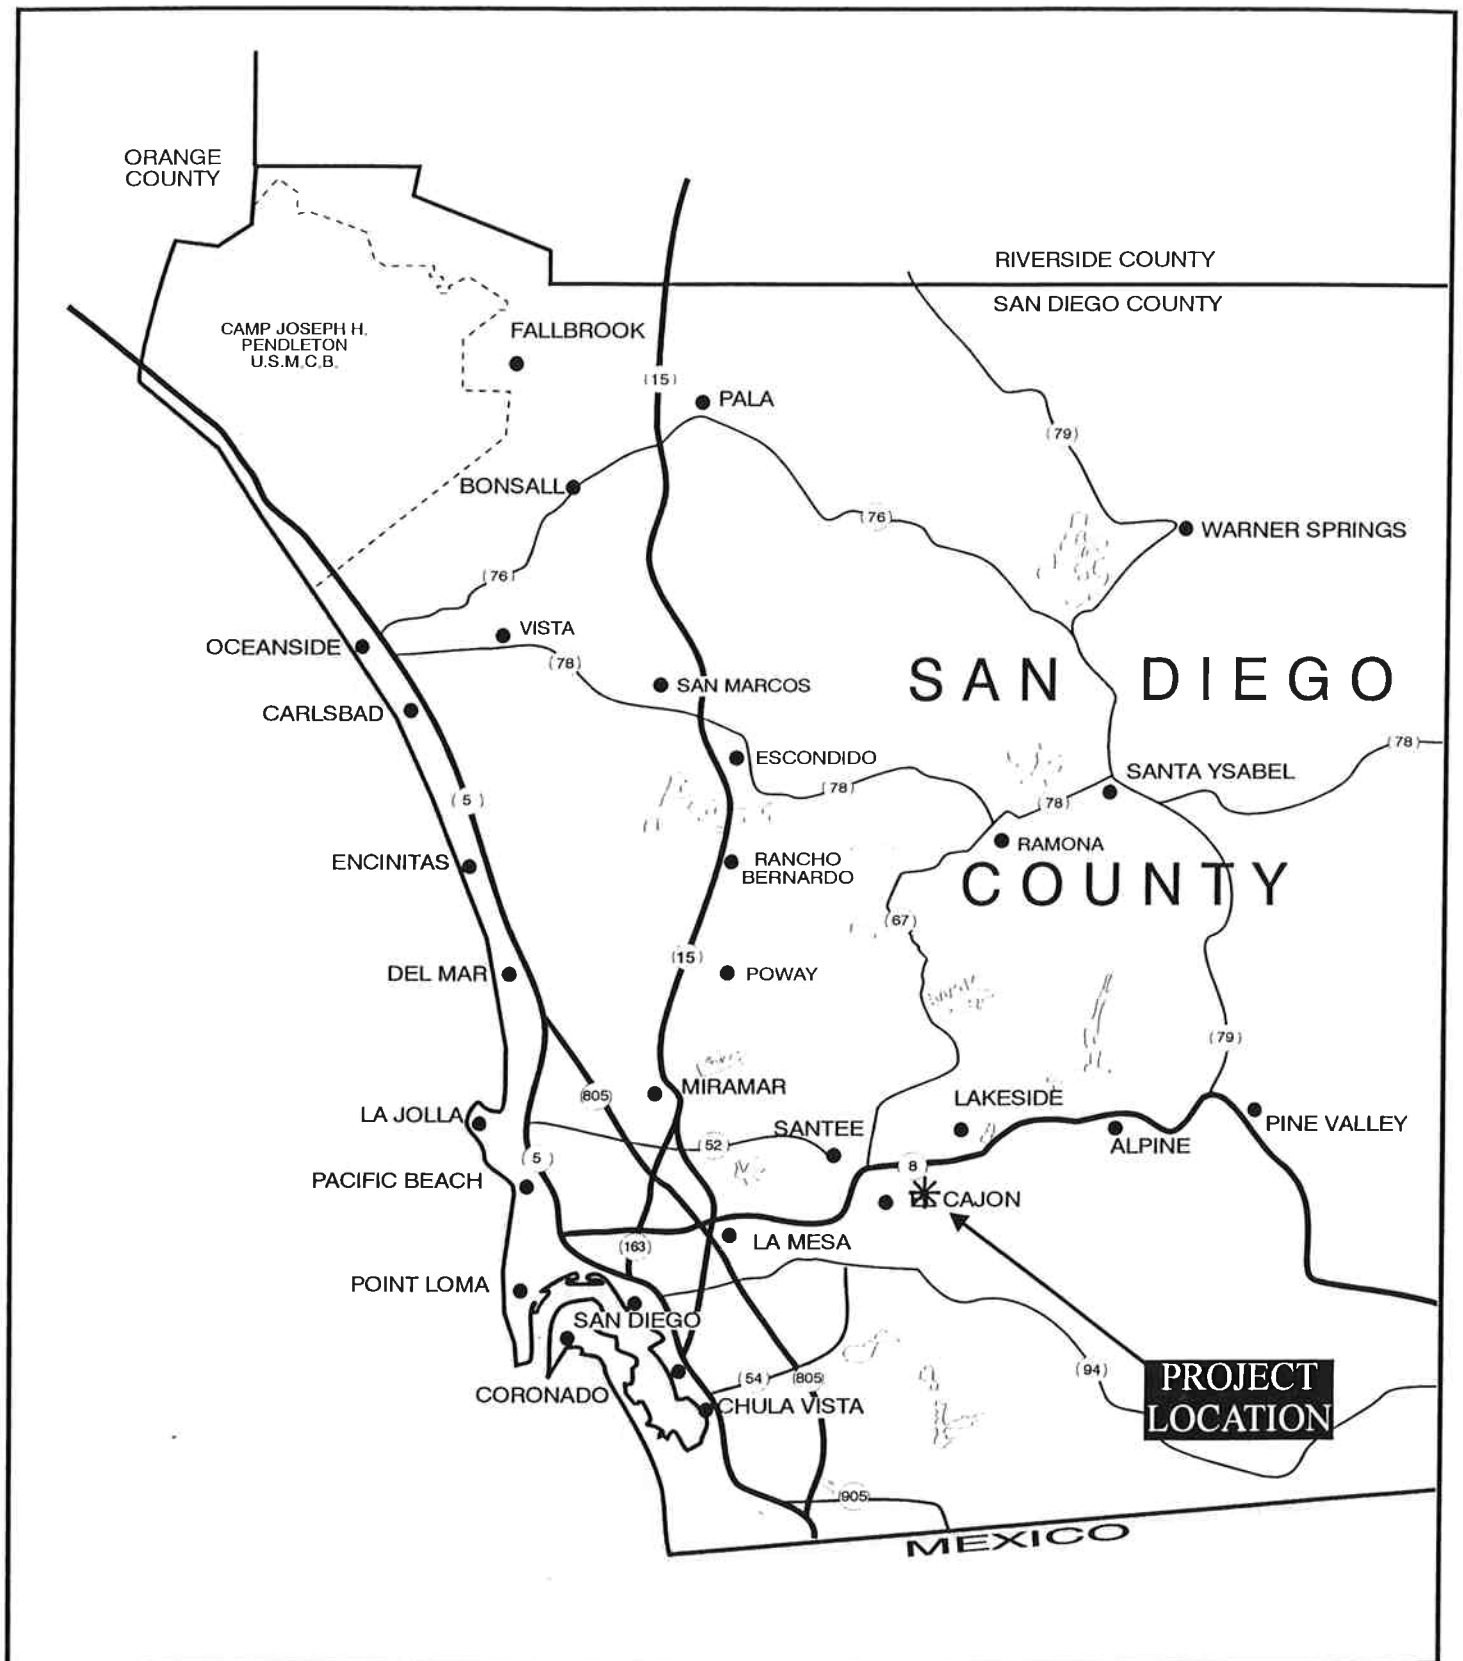 ORANGE
COUNTY
RIVERSIDE COUNTY
SAN DIEGO COUNTY
CAMP JOSEPH H.
PENDLETON
U.S.M.C.B.
FALLBROOK
(15)
PALA
(79)
BONSALL
(76)
WARNER SPRINGS
(76)
VISTA
OCEANSIDE
(78)
SAN MARCOS
SAN DIEGO
CARLSBAD
(78)
ESCONDIDO
SANTA YSABEL
(78)
(5)
(78)
RAMONA
ENCINITAS
RANCHO
BERNARDO
COUNTY
(67)
(15)
DEL MAR
POWAY
(79)
MIRAMAR
(805)
LAKESIDE
LA JOLLA
SANTEE
PINE VALLEY
(52)
ALPINE
(5)
(8)
PACIFIC BEACH
EL CAJON
LA MESA
(163)
POINT LOMA
SAN DIEGO
(94)
(54)
(805)
PROJECT
LOCATION
CORONADO
CHULA VISTA
(905)
MEXICO